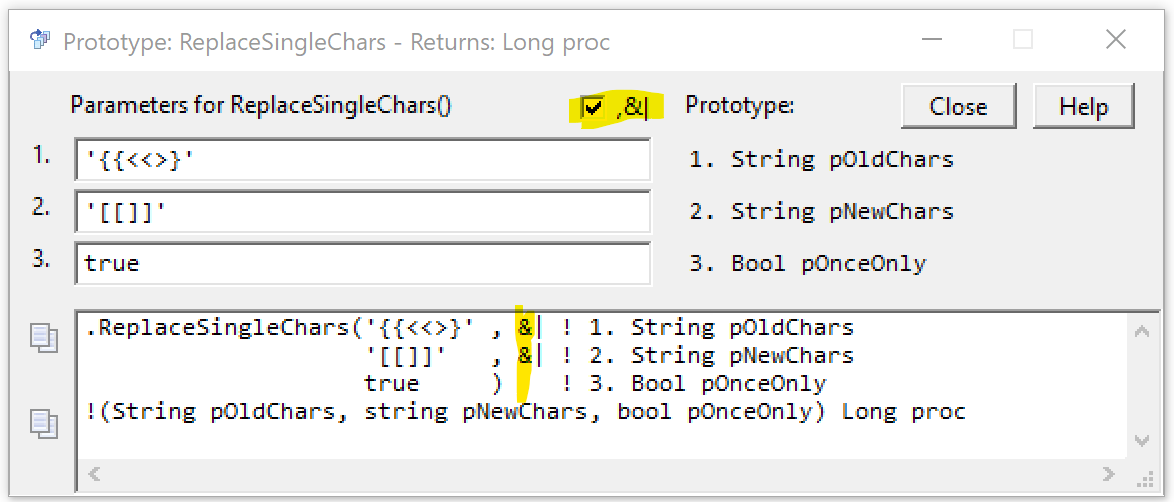 Prototype: ReplaceSingleChars - Returns: Long proc
Parameters for ReplaceSingleChars() ,&| Prototype: Close Help
1. '{{<<>}' 1. String pOldChars
2. '[[]]' 2. String pNewChars
3. true 3. Bool pOnceOnly
.ReplaceSingleChars('{{<<>}' , &| ! 1. String pOldChars
'[[]]' , &| ! 2. String pNewChars
true ) ! 3. Bool pOnceOnly
!(String pOldChars, string pNewChars, bool pOnceOnly) Long proc